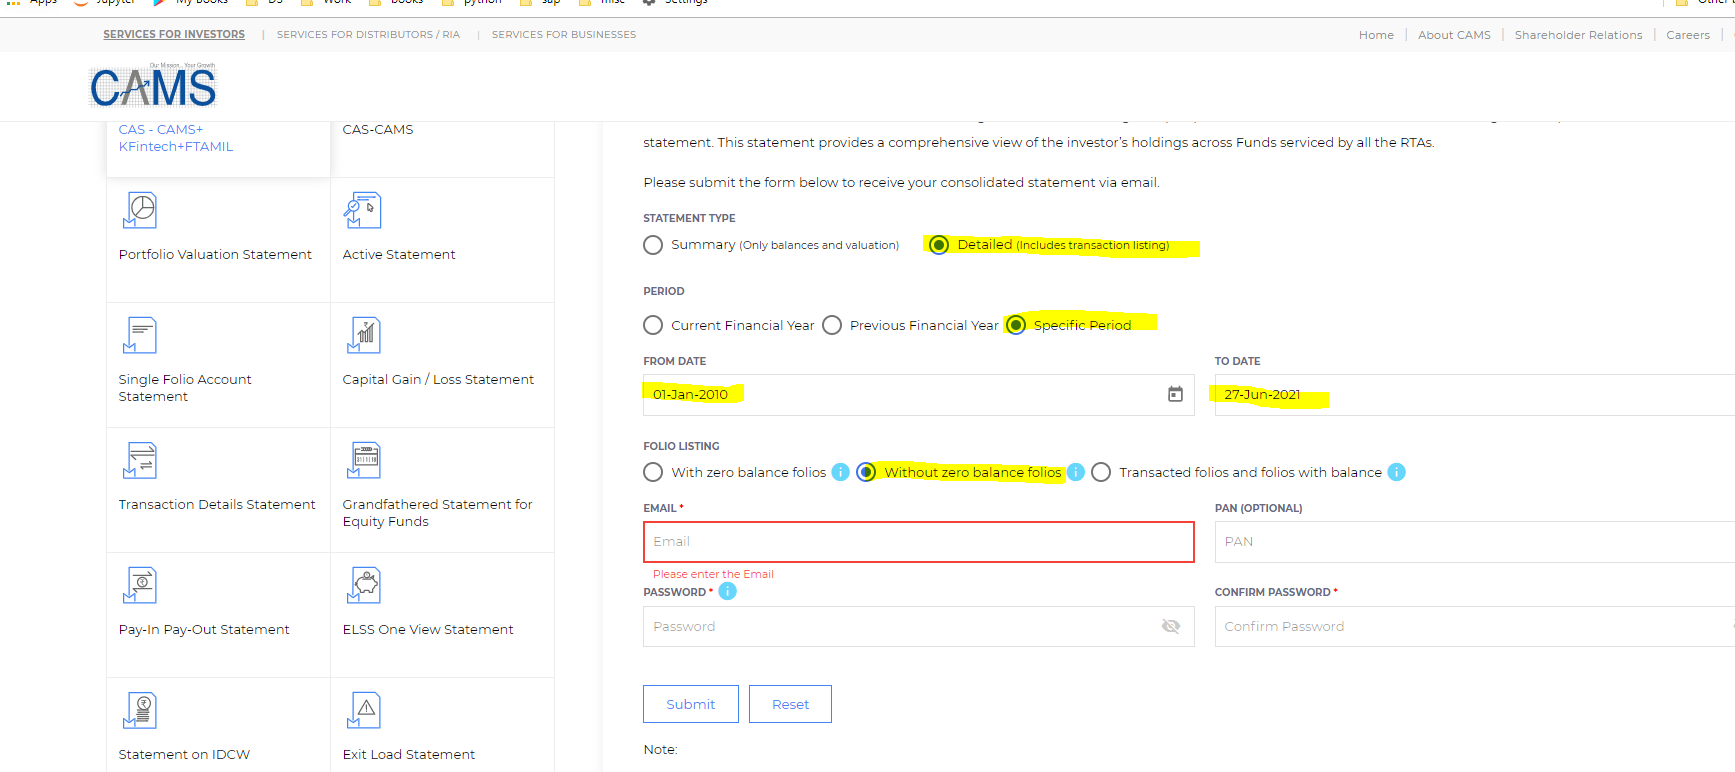 Apps Jupyter My Books DS Work books python sap misc Settings Other
SERVICES FOR INVESTORS | SERVICES FOR DISTRIBUTORS / RIA | SERVICES FOR BUSINESSES
Home | About CAMS | Shareholder Relations | Careers |
Our Mission... Your Growth
CAMS
CAS - CAMS+
KFintech+FTAMIL
CAS-CAMS
Portfolio Valuation Statement
Active Statement
Single Folio Account
Statement
Capital Gain / Loss Statement
Transaction Details Statement
Grandfathered Statement for
Equity Funds
Pay-In Pay-Out Statement
ELSS One View Statement
Statement on IDCW
Exit Load Statement
statement. This statement provides a comprehensive view of the investor's holdings across Funds serviced by all the RTAs.
Please submit the form below to receive your consolidated statement via email.
STATEMENT TYPE
Summary (Only balances and valuation) Detailed (Includes transaction listing)
PERIOD
Current Financial Year Previous Financial Year Specific Period
FROM DATE TO DATE
01-Jan-2010 27-Jun-2021
FOLIO LISTING
With zero balance folios i Without zero balance folios i Transacted folios and folios with balance i
EMAIL * PAN (OPTIONAL)
Email PAN
Please enter the Email
PASSWORD * i CONFIRM PASSWORD *
Password Confirm Password
Submit Reset
Note: